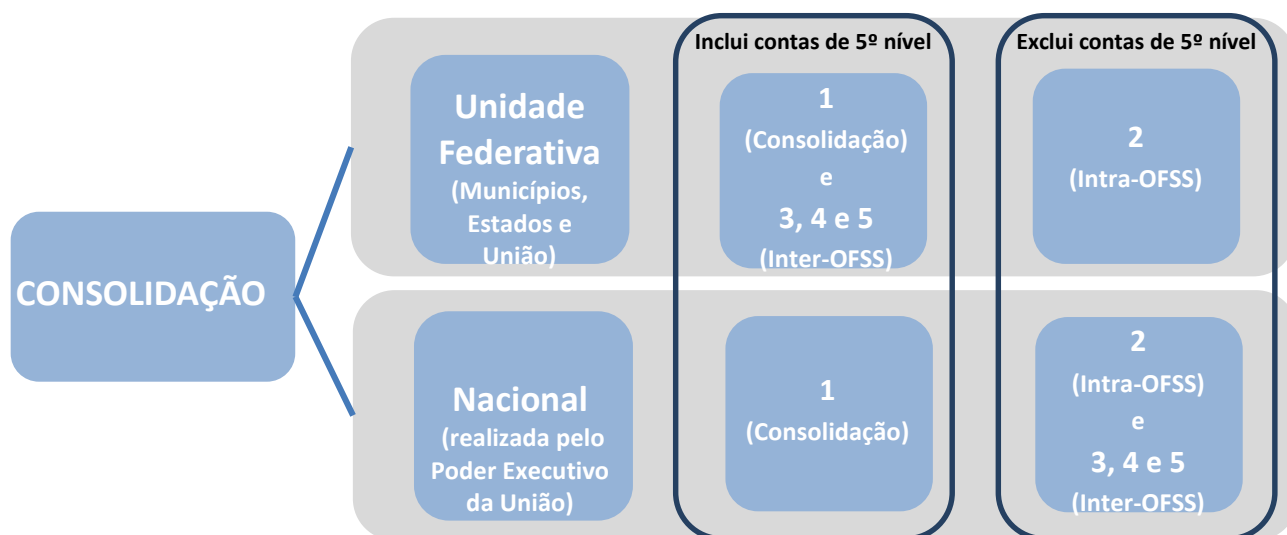 CONSOLIDAÇÃO
Unidade
Federativa
(Municípios,
Estados e
União)
Inclui contas de 5º nível
1
(Consolidação)
e
3, 4 e 5
(Inter-OFSS)
Exclui contas de 5º nível
2
(Intra-OFSS)
Nacional
(realizada pelo
Poder Executivo
da União)
1
(Consolidação)
2
(Intra-OFSS)
e
3, 4 e 5
(Inter-OFSS)